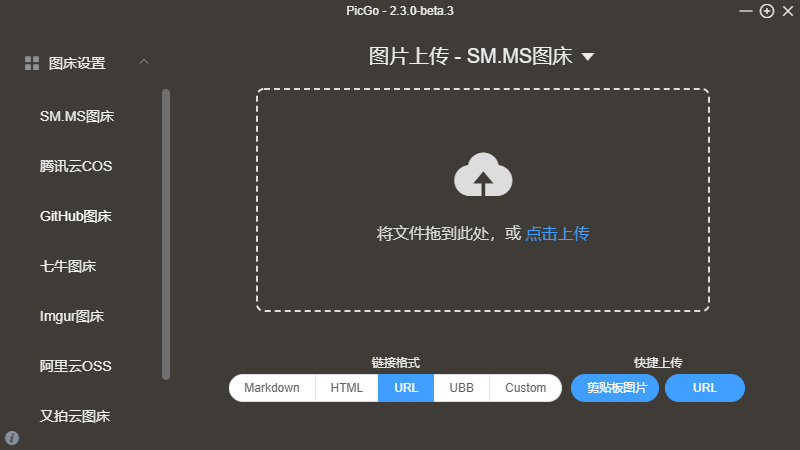 PicGo - 2.3.0-beta.3
图床设置
SM.MS图床
腾讯云COS
GitHub图床
七牛图床
Imgur图床
阿里云OSS
又拍云图床
图片上传 - SM.MS图床
将文件拖到此处，或 点击上传
链接格式
Markdown HTML URL UBB Custom
快捷上传
剪贴板图片 URL